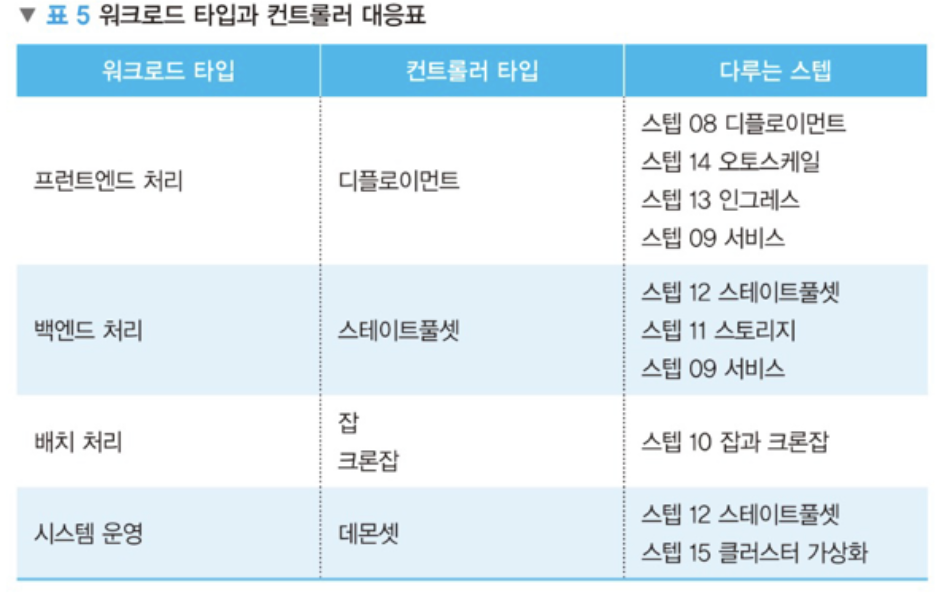 ▼ 표 5 워크로드 타입과 컨트롤러 대응표
워크로드 타입 컨트롤러 타입 다루는 스텝
프런트엔드 처리 디플로이먼트 스텝 08 디플로이먼트
스텝 14 오토스케일
스텝 13 인그레스
스텝 09 서비스
백엔드 처리 스테이트풀셋 스텝 12 스테이트풀셋
스텝 11 스토리지
스텝 09 서비스
배치 처리 잡
크론잡 스텝 10 잡과 크론잡
시스템 운영 데몬셋 스텝 12 스테이트풀셋
스텝 15 클러스터 가상화